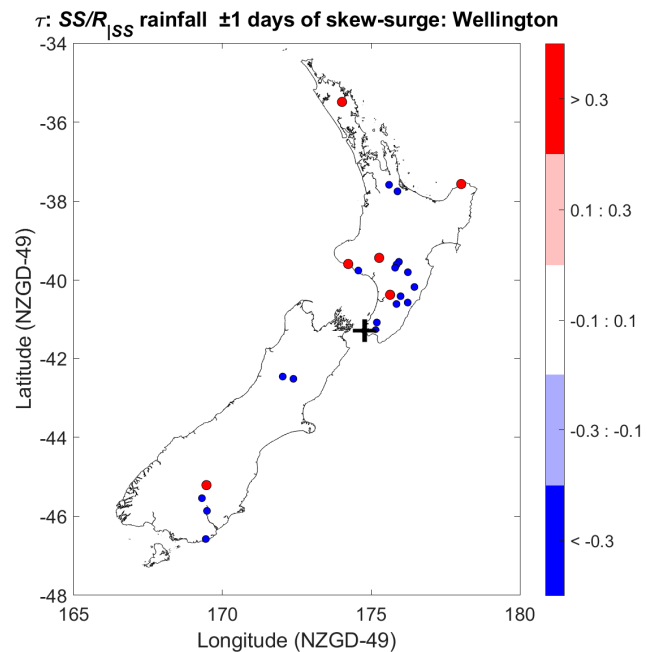 τ: SS/R|SS rainfall ±1 days of skew-surge: Wellington
-34
-36
-38
-40
-42
-44
-46
-48
165
170
175
180
Latitude (NZGD-49)
Longitude (NZGD-49)
> 0.3
0.1 : 0.3
-0.1 : 0.1
-0.3 : -0.1
< -0.3